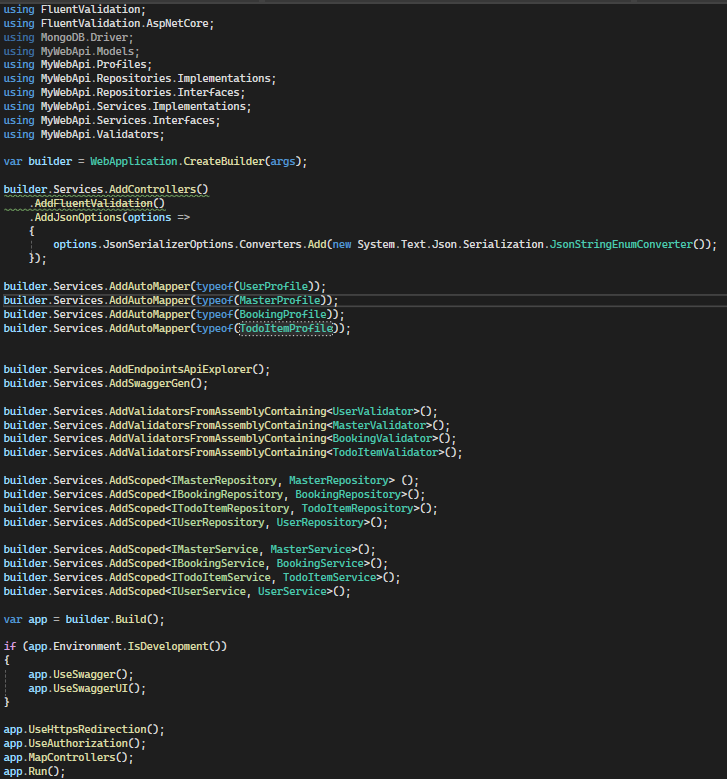 using FluentValidation;
using FluentValidation.AspNetCore;
using MongoDB.Driver;
using MyWebApi.Models;
using MyWebApi.Profiles;
using MyWebApi.Repositories.Implementations;
using MyWebApi.Repositories.Interfaces;
using MyWebApi.Services.Implementations;
using MyWebApi.Services.Interfaces;
using MyWebApi.Validators;

var builder = WebApplication.CreateBuilder(args);

builder.Services.AddControllers()
    .AddFluentValidation()
    .AddJsonOptions(options =>
    {
        options.JsonSerializerOptions.Converters.Add(new System.Text.Json.Serialization.JsonStringEnumConverter());
    });

builder.Services.AddAutoMapper(typeof(UserProfile));
builder.Services.AddAutoMapper(typeof(MasterProfile));
builder.Services.AddAutoMapper(typeof(BookingProfile));
builder.Services.AddAutoMapper(typeof(TodoItemProfile));

builder.Services.AddEndpointsApiExplorer();
builder.Services.AddSwaggerGen();

builder.Services.AddValidatorsFromAssemblyContaining<UserValidator>();
builder.Services.AddValidatorsFromAssemblyContaining<MasterValidator>();
builder.Services.AddValidatorsFromAssemblyContaining<BookingValidator>();
builder.Services.AddValidatorsFromAssemblyContaining<TodoItemValidator>();

builder.Services.AddScoped<IMasterRepository, MasterRepository> ();
builder.Services.AddScoped<IBookingRepository, BookingRepository>();
builder.Services.AddScoped<ITodoItemRepository, TodoItemRepository>();
builder.Services.AddScoped<IUserRepository, UserRepository>();

builder.Services.AddScoped<IMasterService, MasterService>();
builder.Services.AddScoped<IBookingService, BookingService>();
builder.Services.AddScoped<ITodoItemService, TodoItemService>();
builder.Services.AddScoped<IUserService, UserService>();

var app = builder.Build();

if (app.Environment.IsDevelopment())
{
    app.UseSwagger();
    app.UseSwaggerUI();
}

app.UseHttpsRedirection();
app.UseAuthorization();
app.MapControllers();
app.Run();